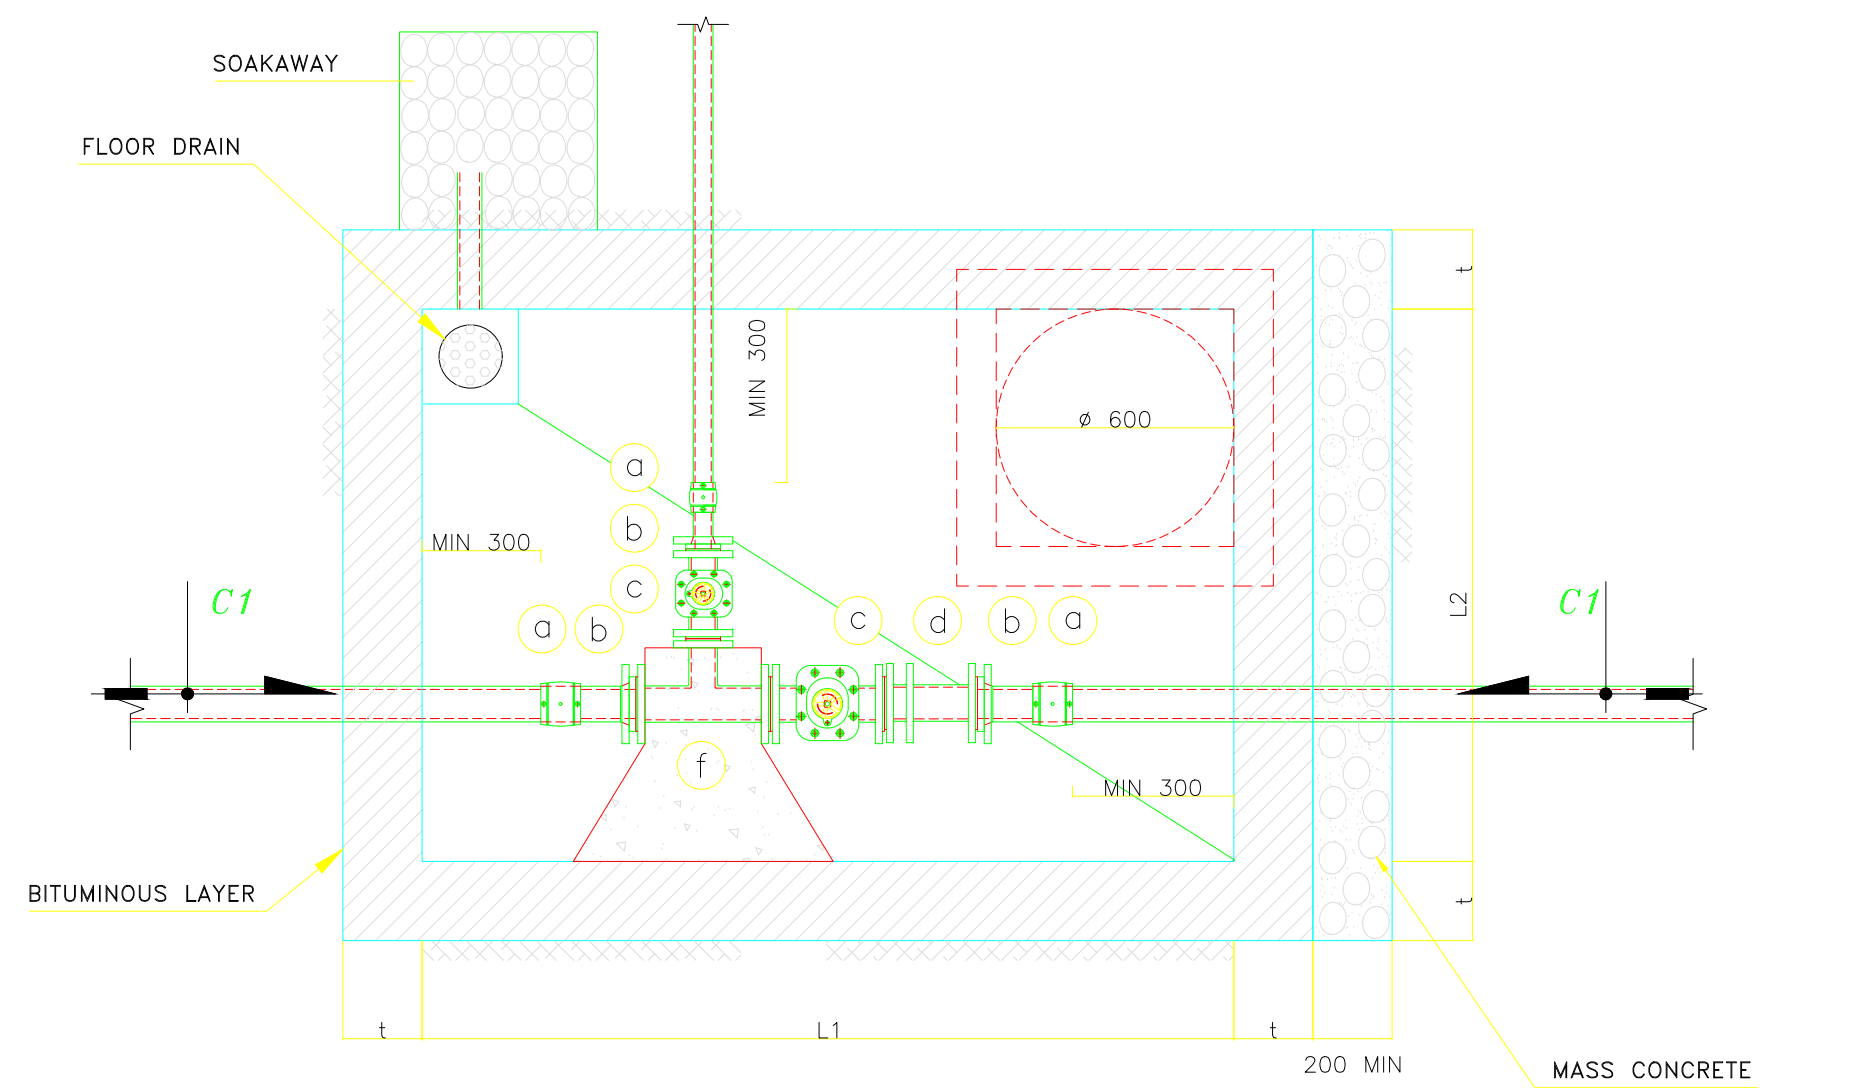 SOAKAWAY
FLOOR DRAIN
t
MIN 300
ø 600
a
b
MIN 300
c
C1
a
b
c
d
b
a
C1
L2
f
MIN 300
BITUMINOUS LAYER
t
t
L1
t
200 MIN
MASS CONCRETE